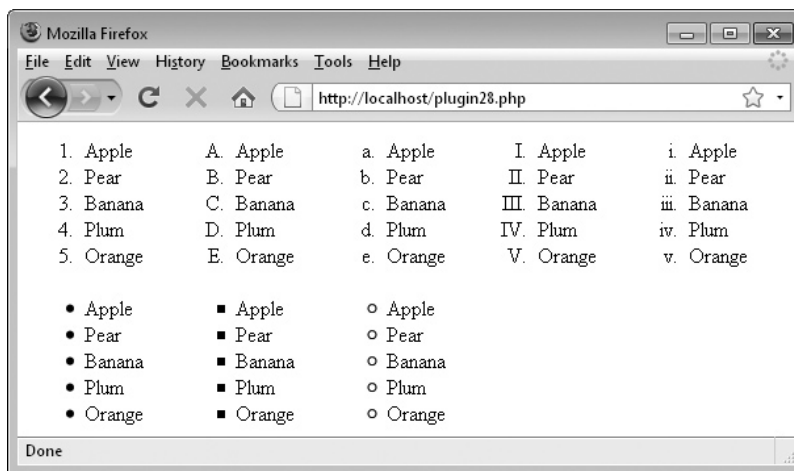 Mozilla Firefox
File Edit View History Bookmarks Tools Help
http://localhost/plugin28.php
1. Apple A. Apple a. Apple I. Apple i. Apple
2. Pear B. Pear b. Pear II. Pear ii. Pear
3. Banana C. Banana c. Banana III. Banana iii. Banana
4. Plum D. Plum d. Plum IV. Plum iv. Plum
5. Orange E. Orange e. Orange V. Orange v. Orange
• Apple ▪ Apple ○ Apple
• Pear ▪ Pear ○ Pear
• Banana ▪ Banana ○ Banana
• Plum ▪ Plum ○ Plum
• Orange ▪ Orange ○ Orange
Done